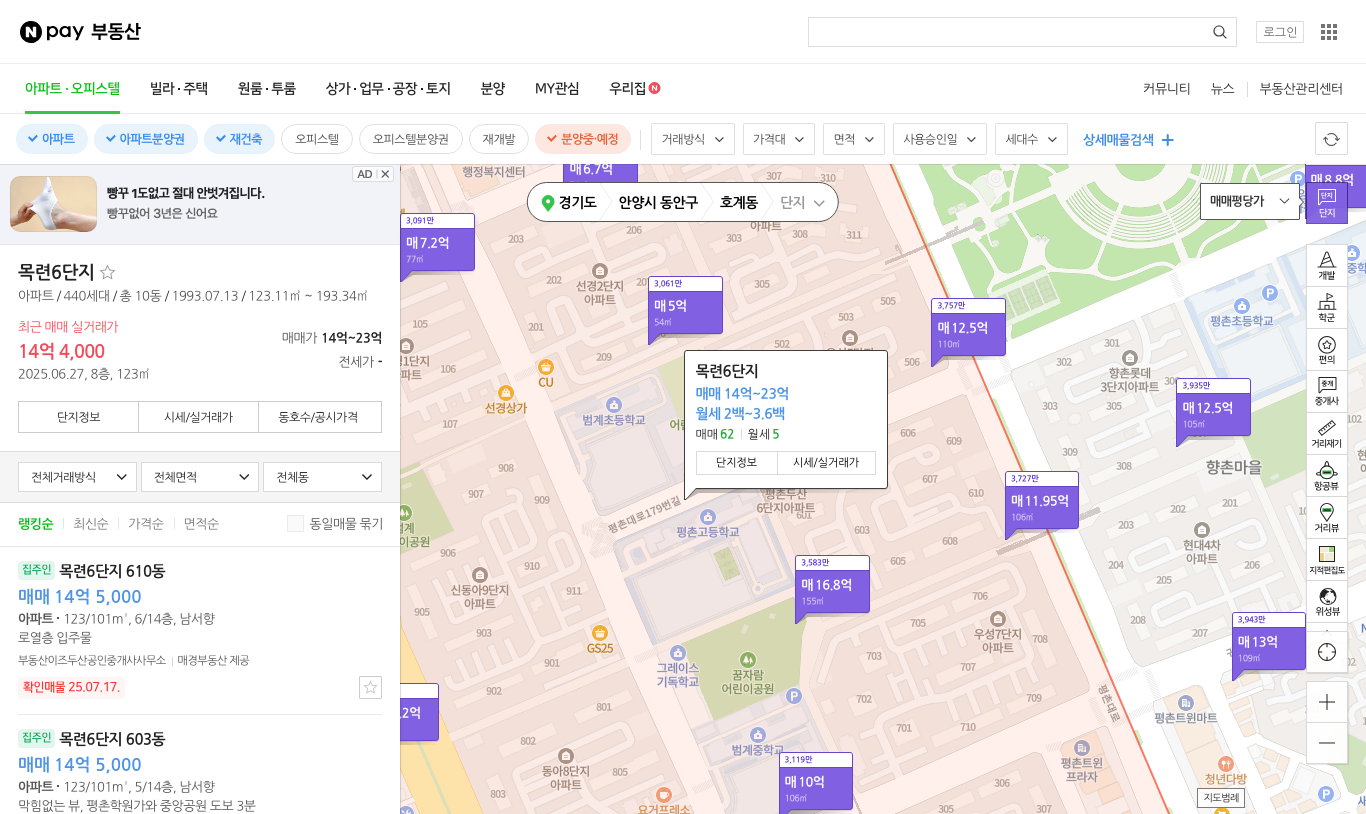 N pay 부동산
로그인
아파트·오피스텔
빌라·주택
원룸·투룸
상가·업무·공장·토지
분양
MY관심
우리집 N
커뮤니티
뉴스
부동산관리센터
아파트
아파트분양권
재건축
오피스텔
오피스텔분양권
재개발
분양중·예정
거래방식
가격대
면적
사용승인일
세대수
상세매물검색
AD
빵꾸 1도없고 절대 안벗겨집니다.
빵꾸없어 3년은 신어요
목련6단지
아파트 / 440세대 / 총 10동 / 1993.07.13 / 123.11㎡ ~ 193.34㎡
최근 매매 실거래가
14억 4,000
2025.06.27, 8층, 123㎡
매매가 14억~23억
전세가 -
단지정보
시세/실거래가
동호수/공시가격
전체거래방식
전체면적
전체동
랭킹순
최신순
가격순
면적순
동일매물 묶기
집주인 목련6단지 610동
매매 14억 5,000
아파트 · 123/101㎡, 6/14층, 남서향
로열층 입주물
부동산이즈두산공인중개사사무소
매경부동산 제공
확인매물 25.07.17.
집주인 목련6단지 603동
매매 14억 5,000
아파트 · 123/101㎡, 5/14층, 남서향
막힘없는 뷰, 평촌학원가와 중앙공원 도보 3분
행정복지센터
매 6.7억
경기도
안양시 동안구
호계동
단지
아파트
매매평당가
매 8.8억
단지
단지
3,091만
매 7.2억
77㎡
203
206
303
308
311
202
207
302
선경2단지
아파트
3,061만
매 5억
54㎡
305
503
505
105
201
502
506
106
3,757만
매 12.5억
110㎡
평촌초등학교
향촌롯데
3단지아파트
302
303
305
3,935만
매 12.5억
105㎡
309
향촌마을
CU
선경상가
범계초등학교
107
목련6단지
매매 14억~23억
월세 2백~3.6백
매매 62
월세 5
단지정보
시세/실거래가
평촌두산
6단지아파트
606
609
607
610
601
603
608
907
908
909
910
평촌대로179번길
평촌고등학교
3,727만
매 11.95억
106㎡
202
201
현대4차
아파트
204
205
206
207
신동아9단지
아파트
906
911
905
903
901
902
GS25
3,583만
매 16.8억
155㎡
706
705
708
703
707
702
701
710
우성7단지
아파트
그레이스
기독학교
꿈자람
어린이공원
평촌대로
3,943만
매 13억
109㎡
801
802
803
804
동아8단지
아파트
범계중학교
3,119만
매 10억
106㎡
요거프레소
306
305
307
평촌트윈마트
평촌트윈
프라자
청년다방
지도범례
개발
학군
편의
중개
중개사
거리재기
항공뷰
거리뷰
지적편집도
위성뷰